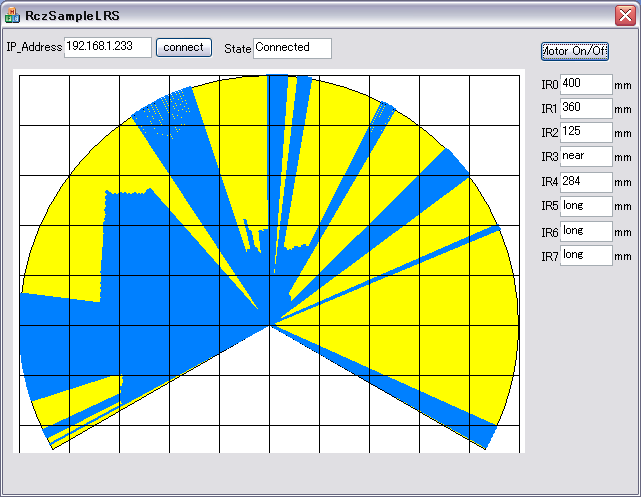 RczSampleLRS
IP_Address 192.168.1.233 connect State Connected
Motor On/Off
IR0 400 mm
IR1 360 mm
IR2 125 mm
IR3 near mm
IR4 284 mm
IR5 long mm
IR6 long mm
IR7 long mm